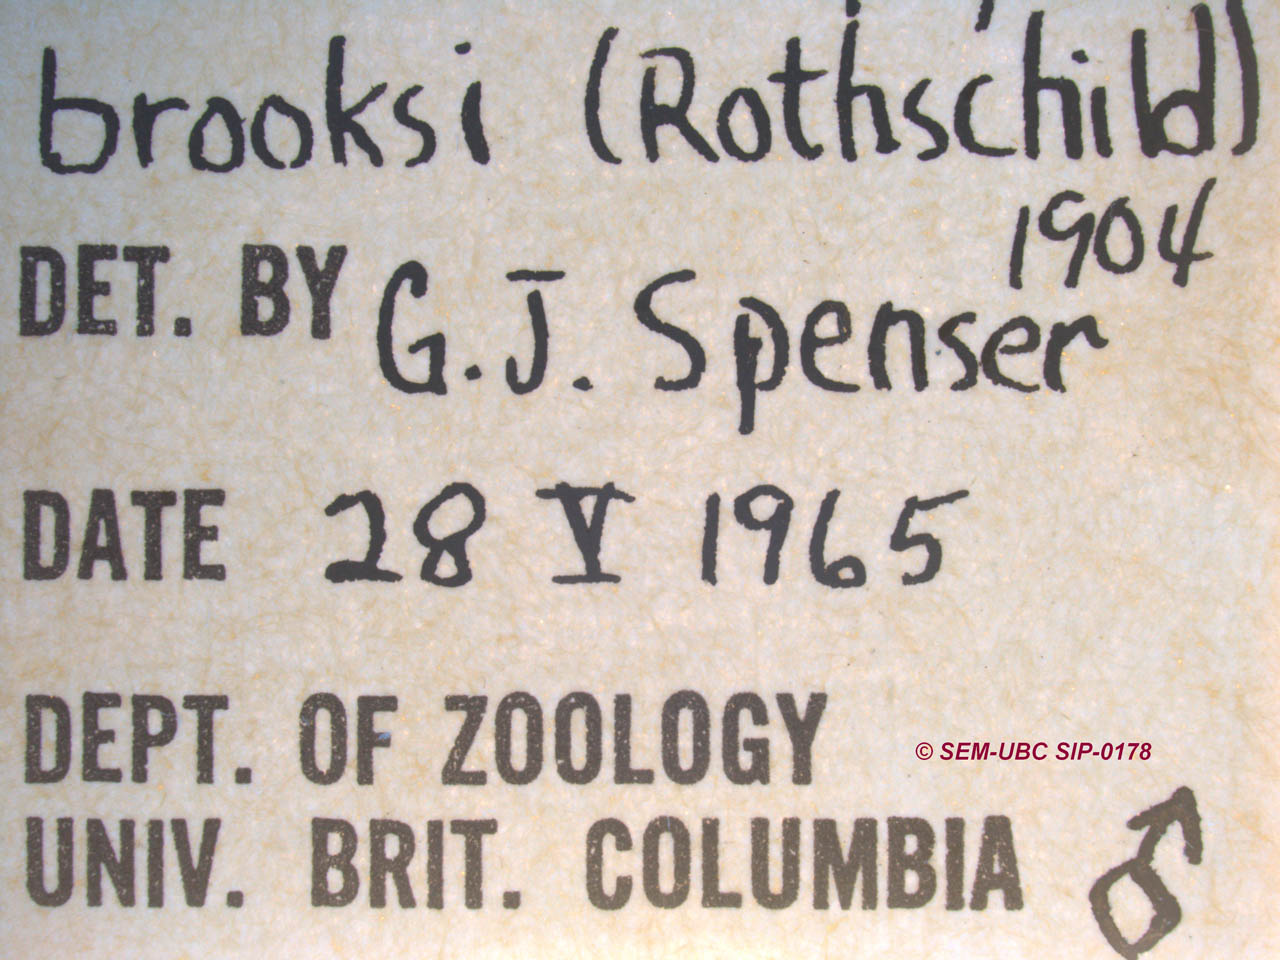 brooksi (Rothschild)
1904
DET. BY G.J. Spenser
DATE 28 V 1965
DEPT. OF ZOOLOGY
© SEM-UBC SIP-0178
UNIV. BRIT. COLUMBIA ♂